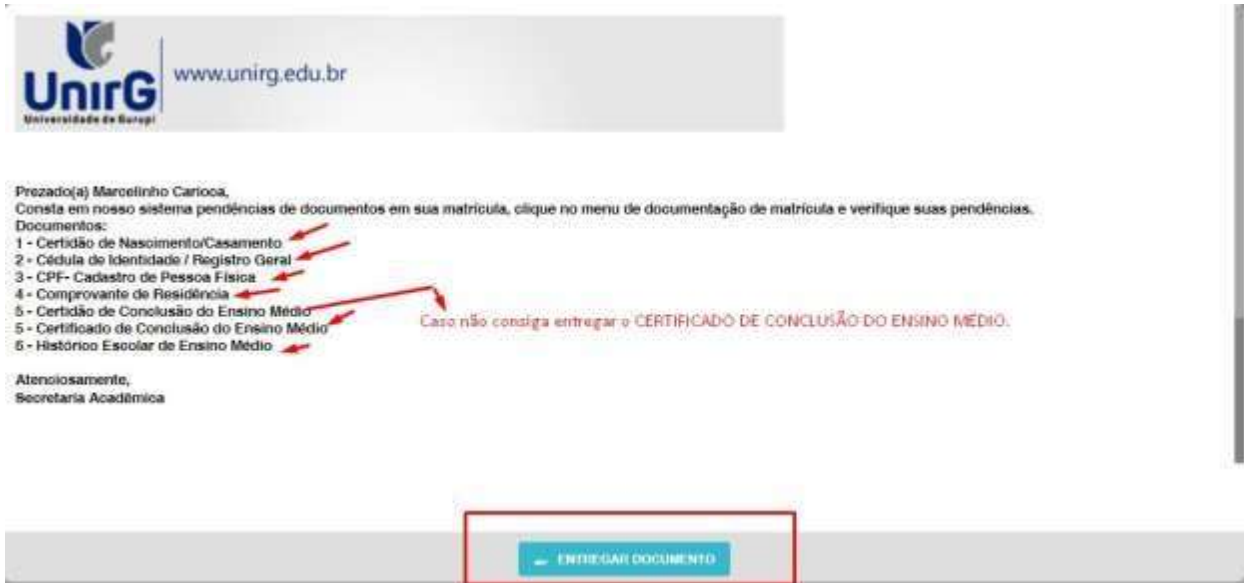 UnirG
Universidade de Gurupi
www.unirg.edu.br
Prezado(a) Marcelinho Carioca,
Consta em nosso sistema pendências de documentos em sua matrícula, clique no menu de documentação de matrícula e verifique suas pendências.
Documentos:
1 - Certidão de Nascimento/Casamento
2 - Cédula de Identidade / Registro Geral
3 - CPF- Cadastro de Pessoa Física
4 - Comprovante de Residência
5 - Certidão de Conclusão do Ensino Médio
Caso não consiga entregar o CERTIFICADO DE CONCLUSÃO DO ENSINO MÉDIO.
5 - Certificado de Conclusão do Ensino Médio
6 - Histórico Escolar de Ensino Médio
Atenciosamente,
Secretaria Acadêmica
ENTREGAR DOCUMENTO